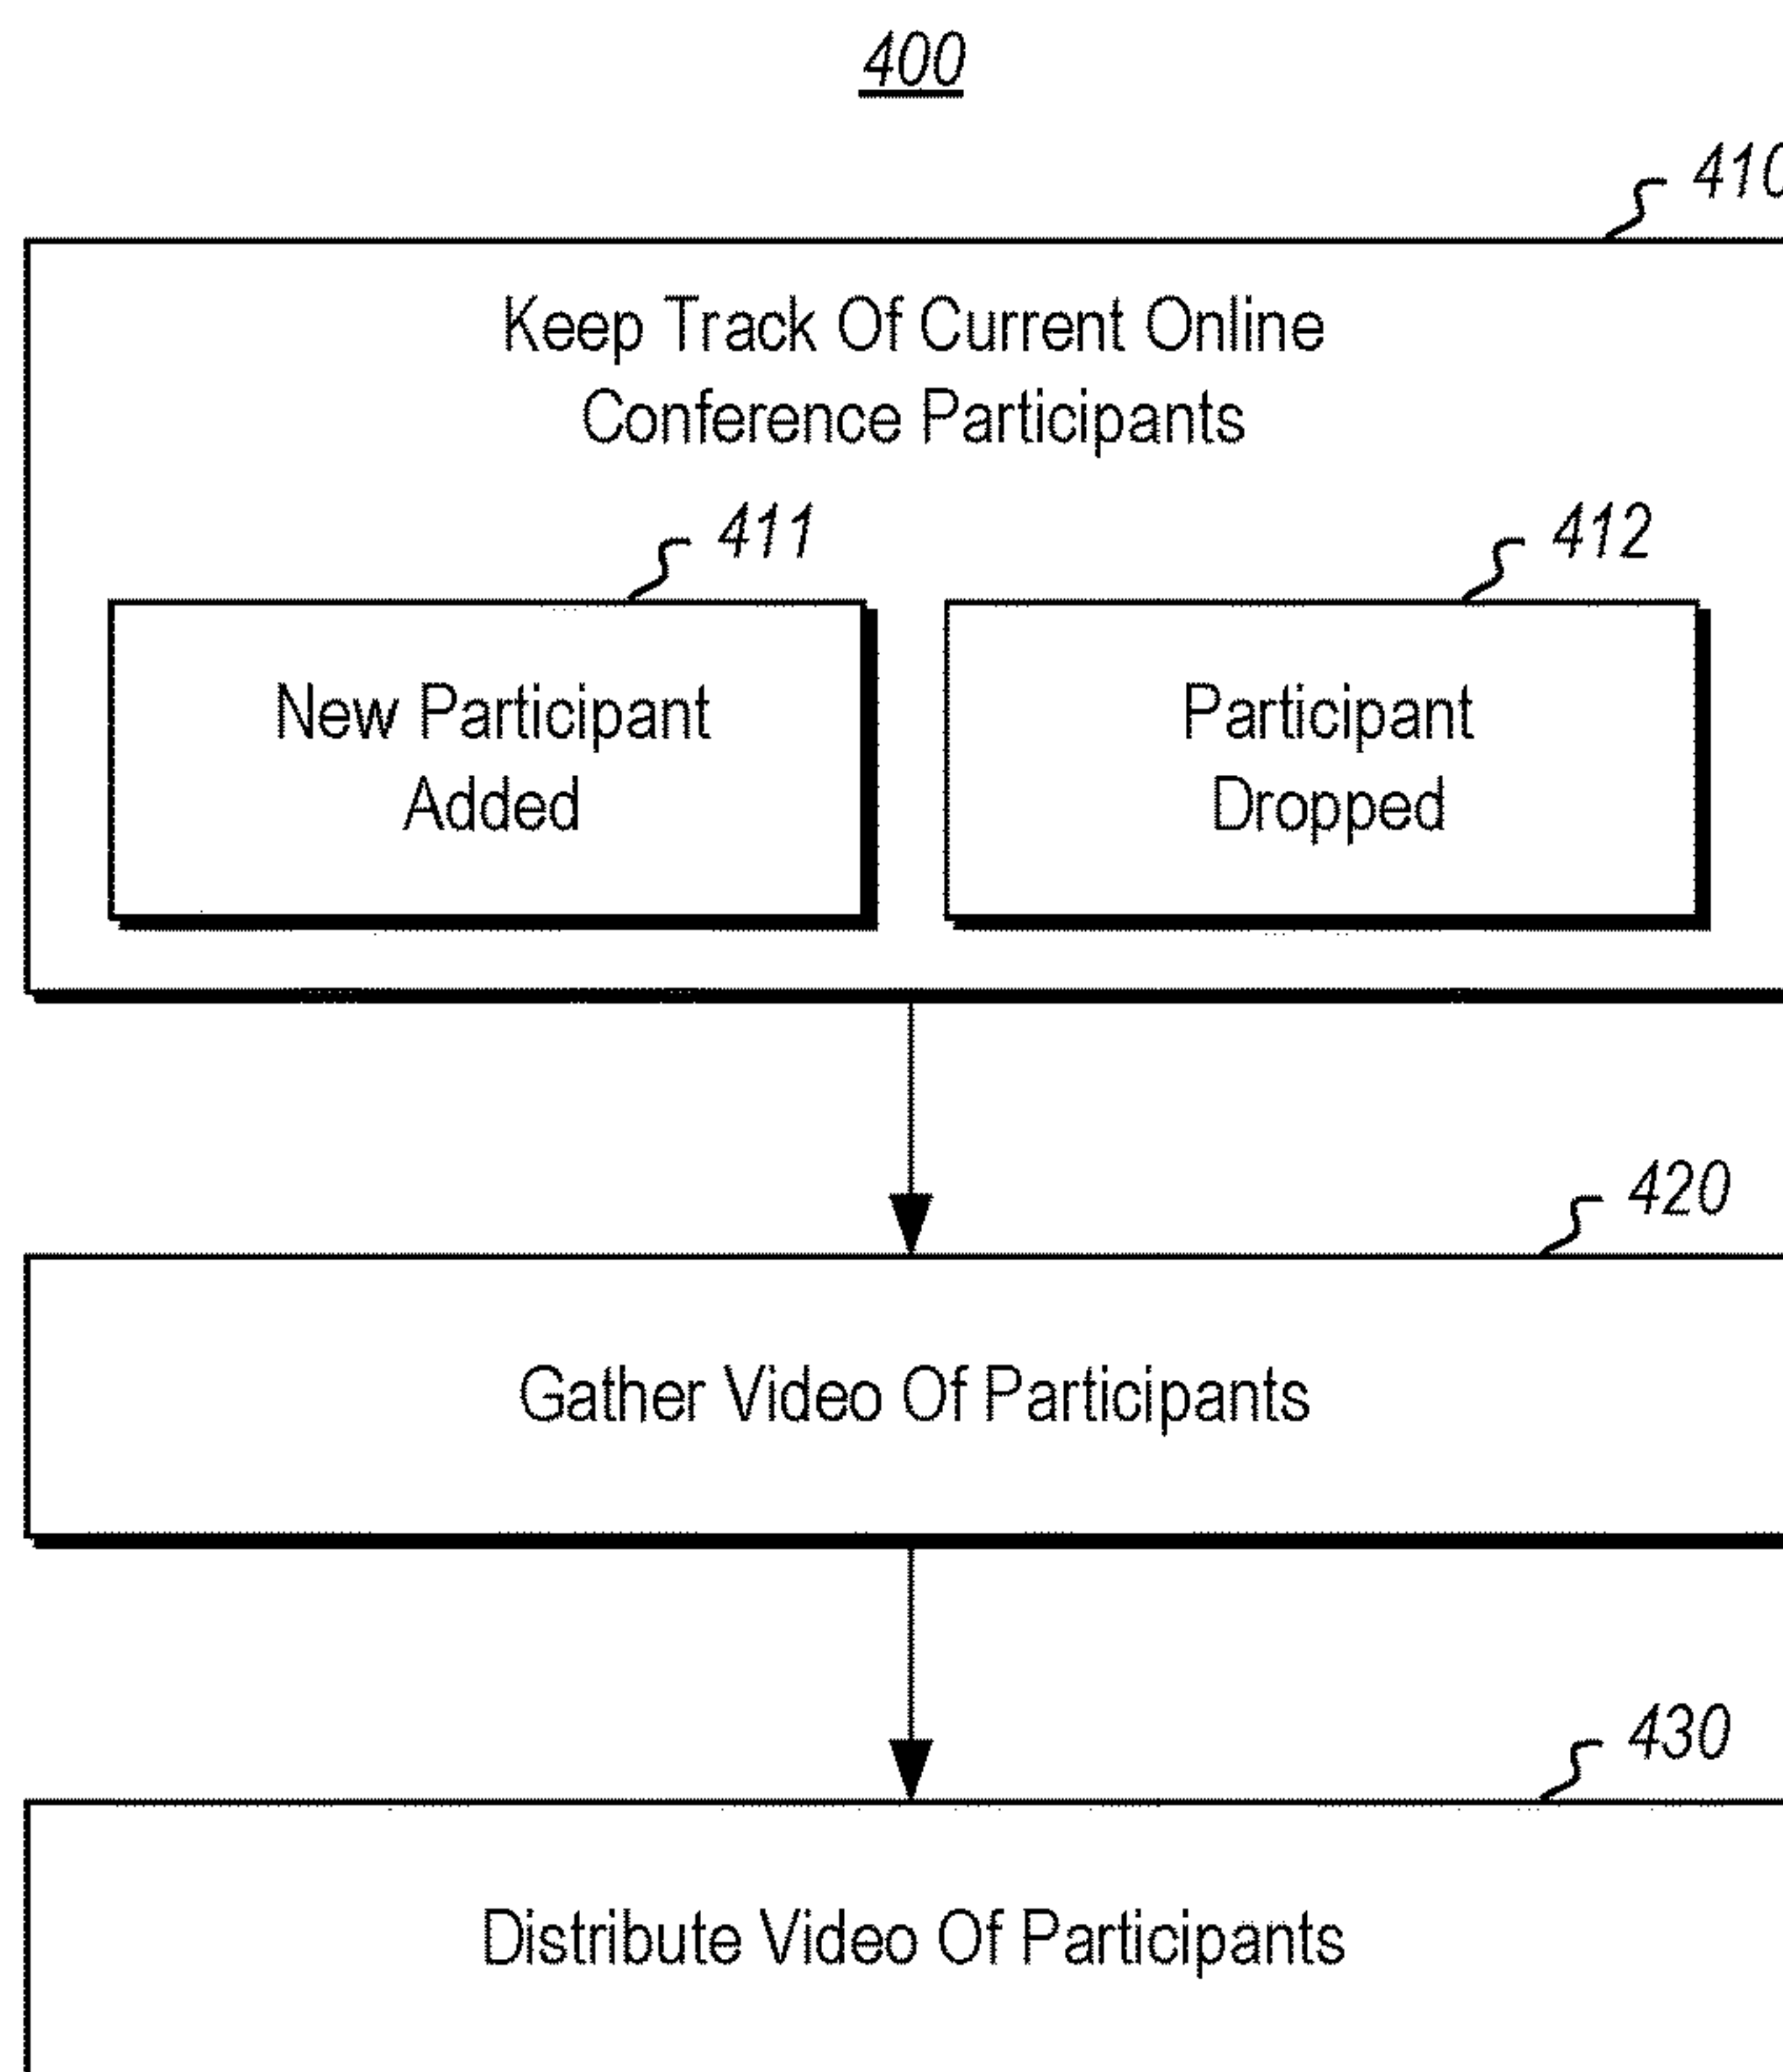 400
410
Keep Track Of Current Online
Conference Participants
411
412
New Participant
Added
Participant
Dropped
420
Gather Video Of Participants
430
Distribute Video Of Participants